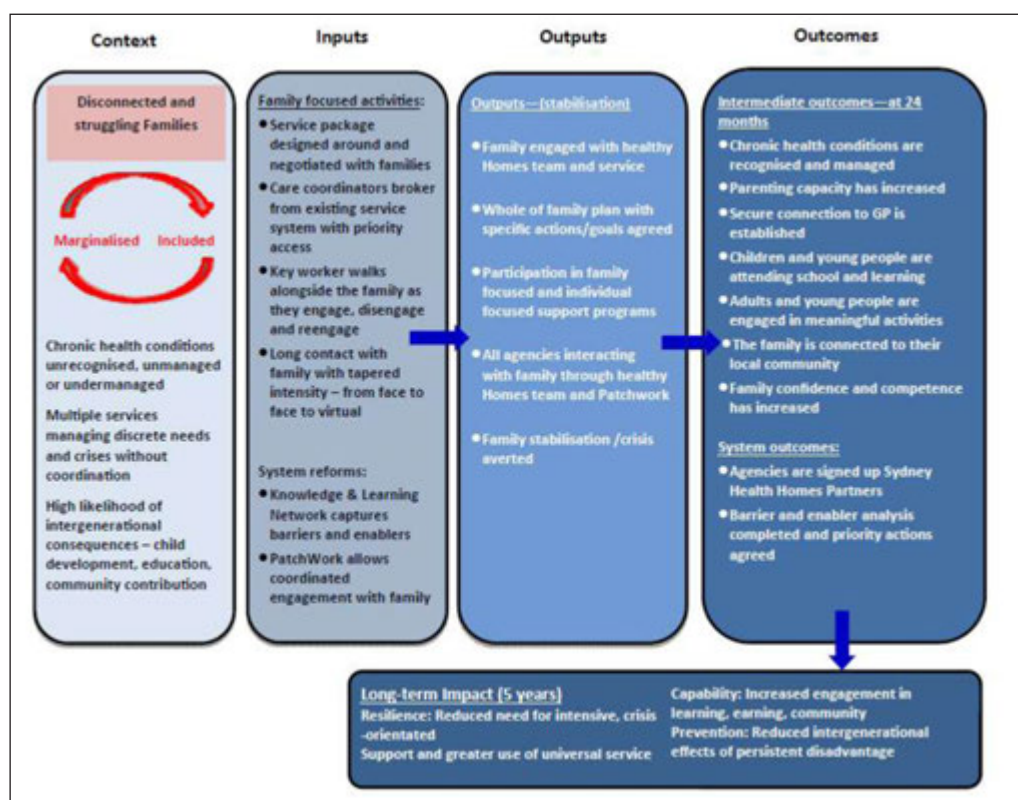 Context
Inputs
Outputs
Outcomes
Disconnected and
struggling Families
Marginalised Included
Chronic health conditions
unrecognised, unmanaged
or undermanaged
Multiple services
managing discrete needs
and crises without
coordination
High likelihood of
intergenerational
consequences – child
development, education,
community contribution
Family focused activities:
●Service package
designed around and
negotiated with families
●Care coordinators broker
from existing service
system with priority
access
●Key worker walks
alongside the family as
they engage, disengage
and reengage
●Long contact with
family with tapered
intensity – from face to
face to virtual
System reforms:
●Knowledge & Learning
Network captures
barriers and enablers
●PatchWork allows
coordinated
engagement with family
Outputs—(stabilisation)
●Family engaged with healthy
Homes team and service
●Whole of family plan with
specific actions/goals agreed
●Participation in family
focused and individual
focused support programs
●All agencies interacting
with family through healthy
Homes team and Patchwork
●Family stabilisation /crisis
averted
Intermediate outcomes—at 24
months
●Chronic health conditions are
recognised and managed
●Parenting capacity has increased
●Secure connection to GP is
established
●Children and young people are
attending school and learning
●Adults and young people are
engaged in meaningful activities
●The family is connected to their
local community
●Family confidence and competence
has increased
System outcomes:
●Agencies are signed up Sydney
Health Homes Partners
●Barrier and enabler analysis
completed and priority actions
agreed
Long-term Impact (5 years)
Resilience: Reduced need for intensive, crisis
-orientated
Support and greater use of universal service
Capability: Increased engagement in
learning, earning, community
Prevention: Reduced intergenerational
effects of persistent disadvantage